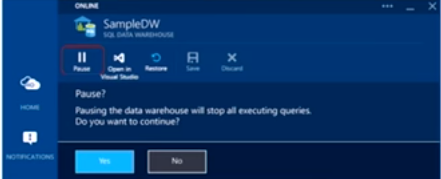 ONLINE
SampleDW
SQL DATA WAREHOUSE
Pause
Open in
Visual Studio
Restore
Save
Discard
HOME
Pause?
Pausing the data warehouse will stop all executing queries.
Do you want to continue?
NOTIFICATIONS
Yes
No